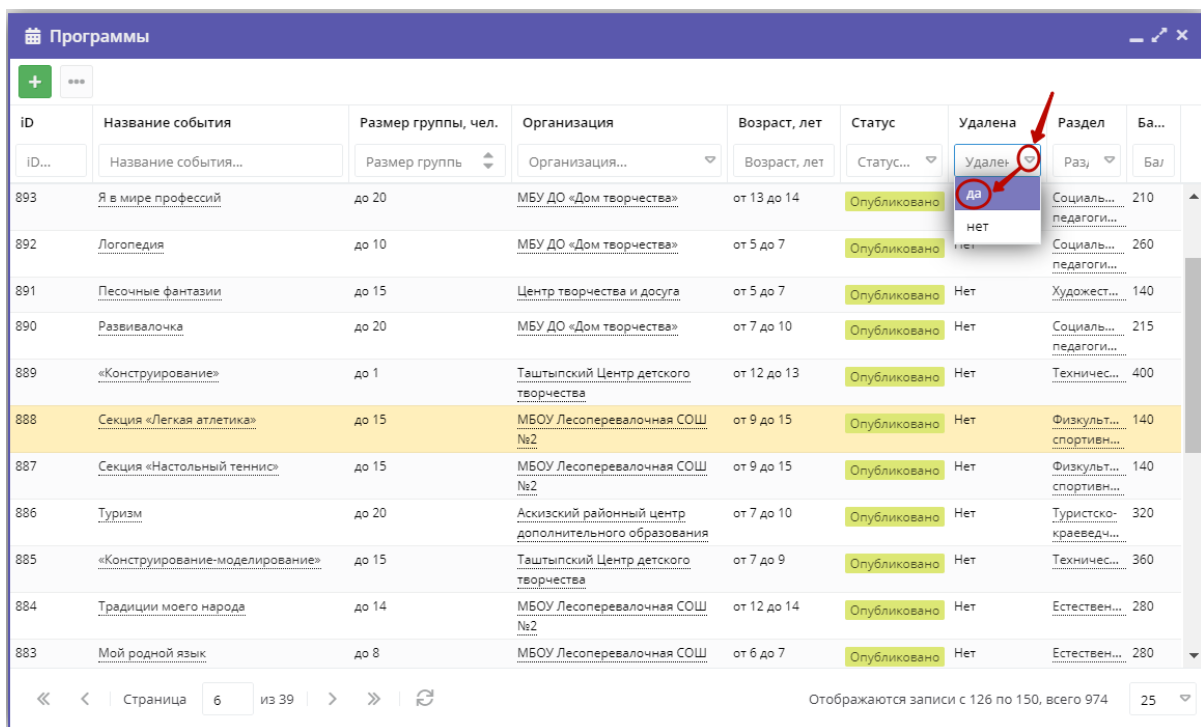 Программы
iD Название события Размер группы, чел. Организация Возраст, лет Статус Удалена Раздел Ба...
iD... Название события... Размер группь Организация... Возраст, лет Статус... Удален Разд Бал
893 Я в мире профессий до 20 МБУ ДО «Дом творчества» от 13 до 14 Опубликовано да Социаль... 210
педагоги...
нет
892 Логопедия до 10 МБУ ДО «Дом творчества» от 5 до 7 Опубликовано Нет Социаль... 260
педагоги...
891 Песочные фантазии до 15 Центр творчества и досуга от 5 до 7 Опубликовано Нет Художест... 140
890 Развивалочка до 20 МБУ ДО «Дом творчества» от 7 до 10 Опубликовано Нет Социаль... 215
педагоги...
889 «Конструирование» до 1 Таштыпский Центр детского от 12 до 13 Опубликовано Нет Техничес... 400
творчества
888 Секция «Легкая атлетика» до 15 МБОУ Лесоперевалочная СОШ от 9 до 15 Опубликовано Нет Физкульт... 140
№2 спортивн...
887 Секция «Настольный теннис» до 15 МБОУ Лесоперевалочная СОШ от 9 до 15 Опубликовано Нет Физкульт... 140
№2 спортивн...
886 Туризм до 20 Аскизский районный центр от 7 до 10 Опубликовано Нет Туристско- 320
дополнительного образования краеведч...
885 «Конструирование-моделирование» до 15 Таштыпский Центр детского от 7 до 9 Опубликовано Нет Техничес... 360
творчества
884 Традиции моего народа до 14 МБОУ Лесоперевалочная СОШ от 12 до 14 Опубликовано Нет Естествен... 280
№2
883 Мой родной язык до 8 МБОУ Лесоперевалочная СОШ от 6 до 7 Опубликовано Нет Естествен... 280
Страница 6 из 39 Отображаются записи с 126 по 150, всего 974 25